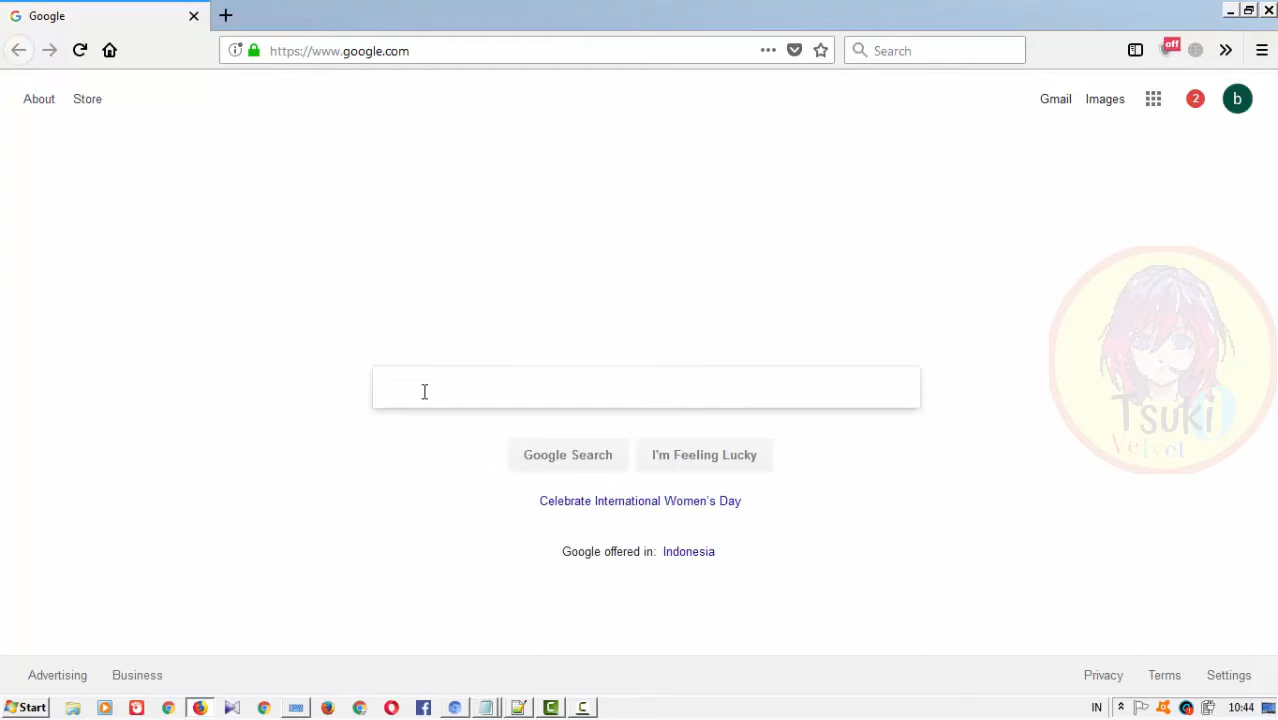 Google
https://www.google.com
Search
off
About
Store
Gmail
Images
2
b
Tsuki
Velvet
Google Search
I'm Feeling Lucky
Celebrate International Women's Day
Google offered in: Indonesia
Advertising
Business
Privacy
Terms
Settings
Start
IN
10:44